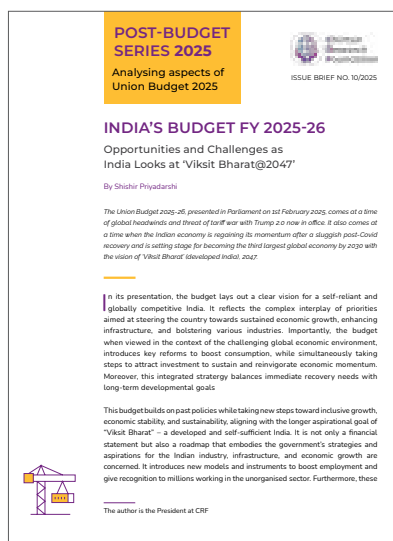 POST-BUDGET
SERIES 2025
Analysing aspects of
Union Budget 2025
ISSUE BRIEF NO. 10/2025
INDIA'S BUDGET FY 2025-26
Opportunities and Challenges as
India Looks at 'Viksit Bharat@2047'
By Shishir Priyadarshi
The Union Budget 2025-26, presented in Parliament on 1st February 2025, comes at a time
of global headwinds and threat of tariff war with Trump 2.0 now in office. It also comes at
a time when the Indian economy is regaining its momentum after a sluggish post-Covid
recovery and is setting stage for becoming the third largest global economy by 2030 with
the vision of 'Viksit Bharat' (developed India), 2047.
In its presentation, the budget lays out a clear vision for a self-reliant and
globally competitive India. It reflects the complex interplay of priorities
aimed at steering the country towards sustained economic growth, enhancing
infrastructure, and bolstering various industries. Importantly, the budget
when viewed in the context of the challenging global economic environment,
introduces key reforms to boost consumption, while simultaneously taking
steps to attract investment to sustain and reinvigorate economic momentum.
Moreover, this integrated stratergy balances immediate recovery needs with
long-term developmental goals
This budget builds on past policies while taking new steps toward inclusive growth,
economic stability, and sustainability, aligning with the longer aspirational goal of
"Viksit Bharat" – a developed and self-sufficient India. It is not only a financial
statement but also a roadmap that embodies the government's strategies and
aspirations for the Indian industry, infrastructure, and economic growth are
concerned. It introduces new models and instruments to boost employment and
give recognition to millions working in the unorganised sector. Furthermore, these
The author is the President at CRF